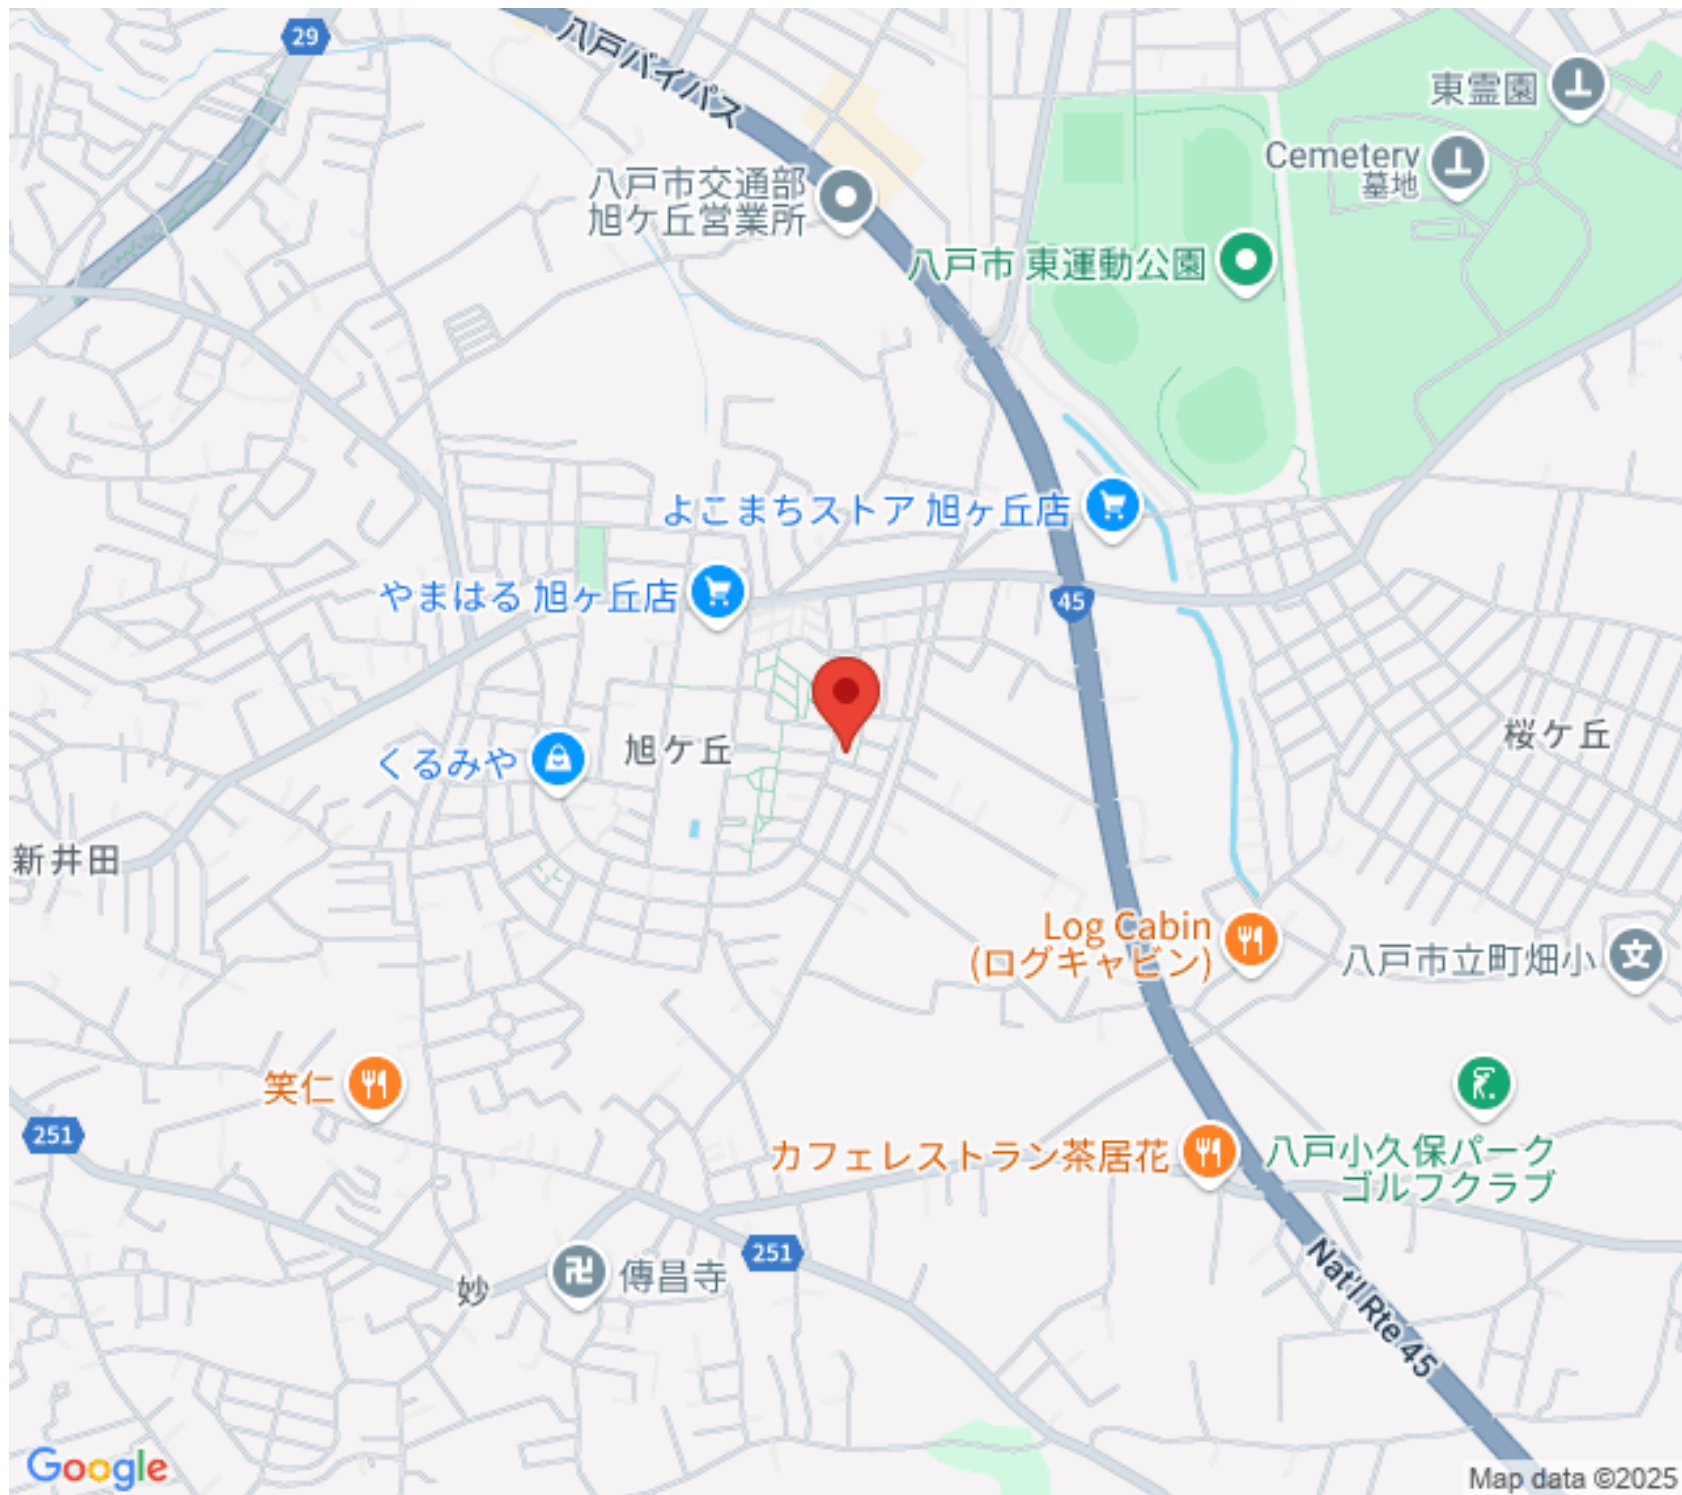 29
八戸バイパス
東霊園
Cemetery
墓地
八戸市交通部
旭ケ丘営業所
八戸市 東運動公園
よこまちストア 旭ヶ丘店
やまはる 旭ヶ丘店
45
桜ケ丘
旭ケ丘
くるみや
新井田
Log Cabin
(ログキャビン)
八戸市立町畑小
笑仁
251
カフェレストラン茶居花
八戸小久保パーク
ゴルフクラブ
251
傳昌寺
妙
Nat'l Rte 45
Google
Map data ©2025